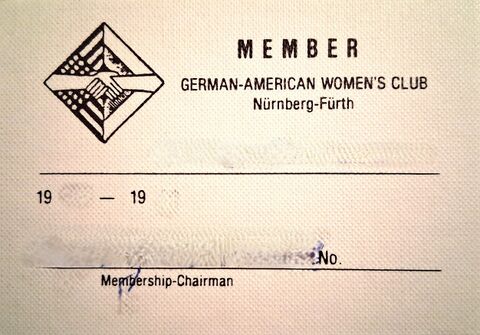 MEMBER
GERMAN-AMERICAN WOMEN'S CLUB
Nürnberg-Fürth
19 — 19
No.
Membership-Chairman